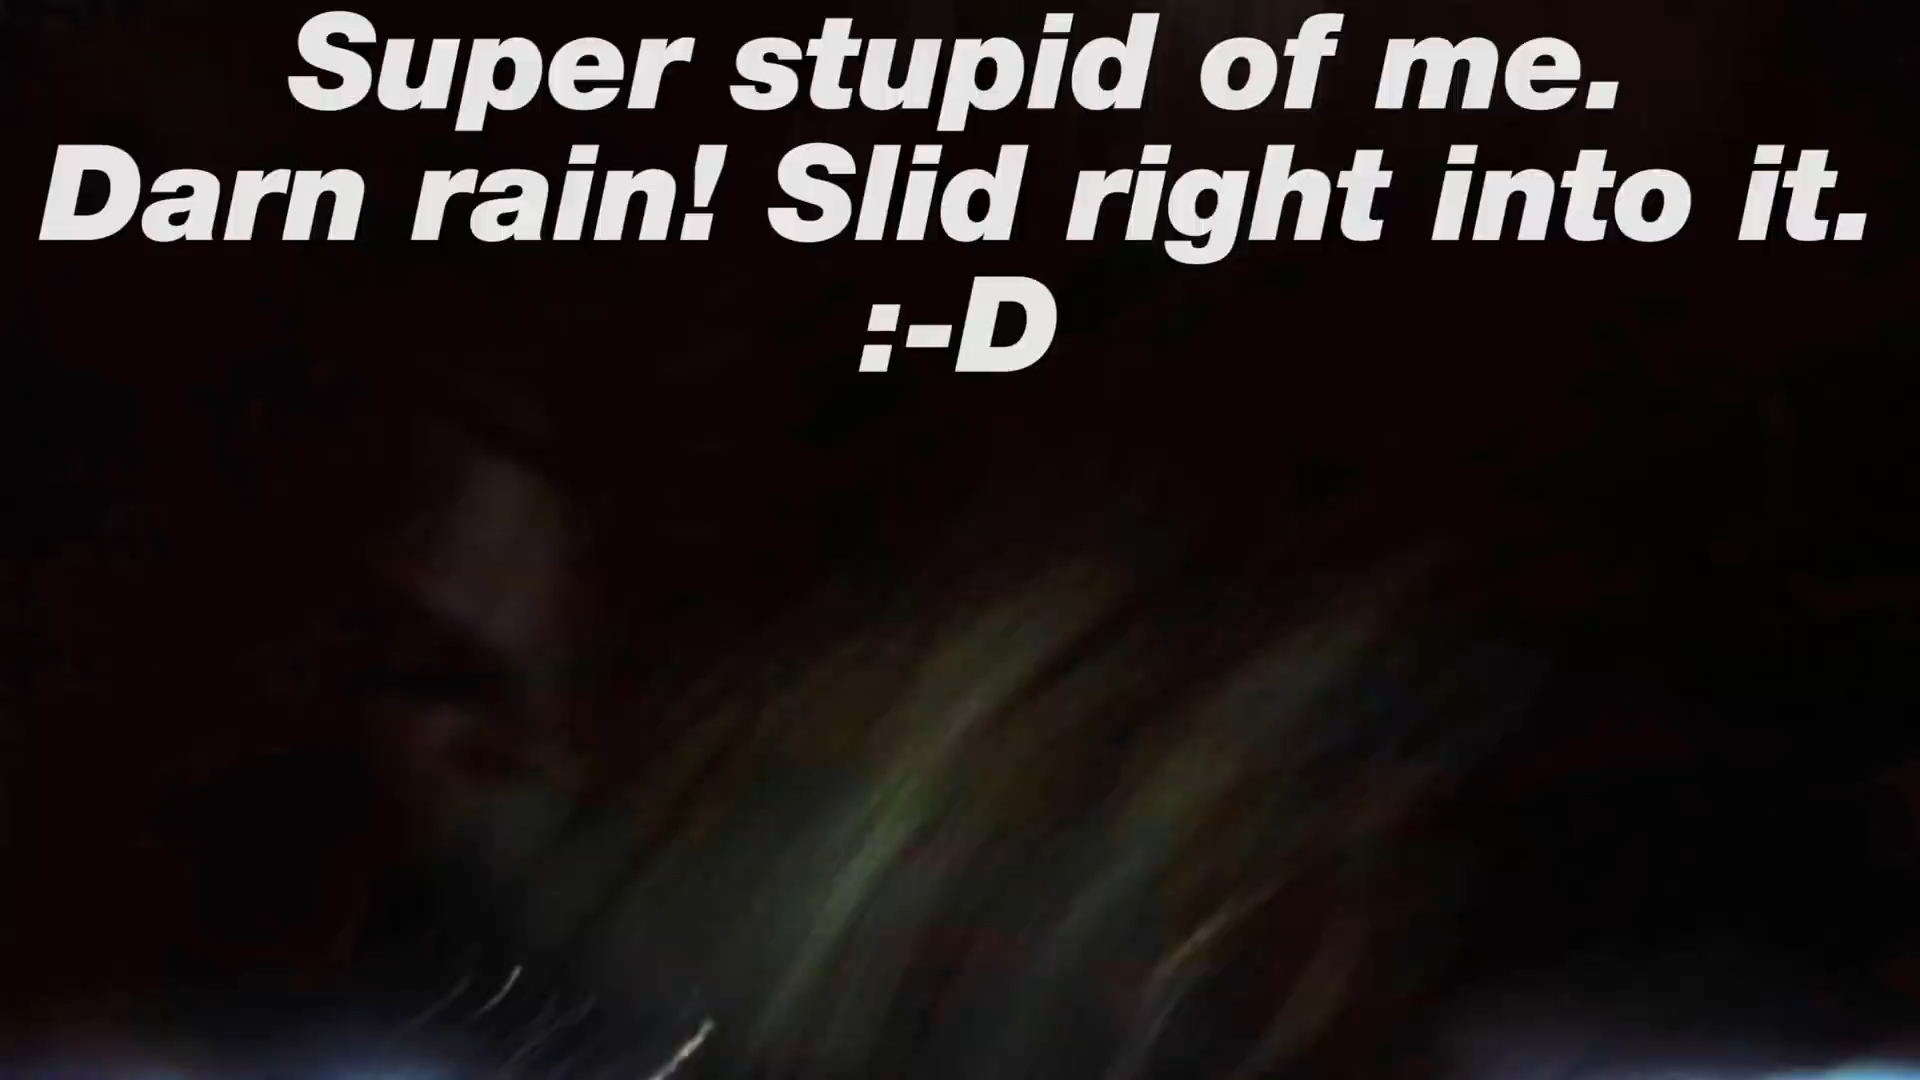 Super stupid of me.
Darn rain! Slid right into it.
:-D